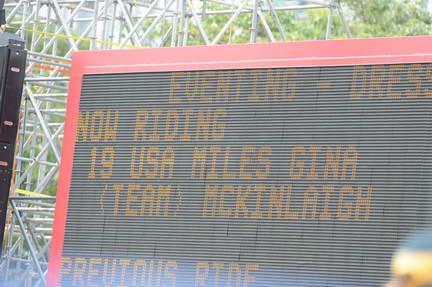 EVENTING - DRESS
NOW RIDING
19 USA MILES GINA
(TEAM) MCKINLAIGH
PREVIOUS RIDE